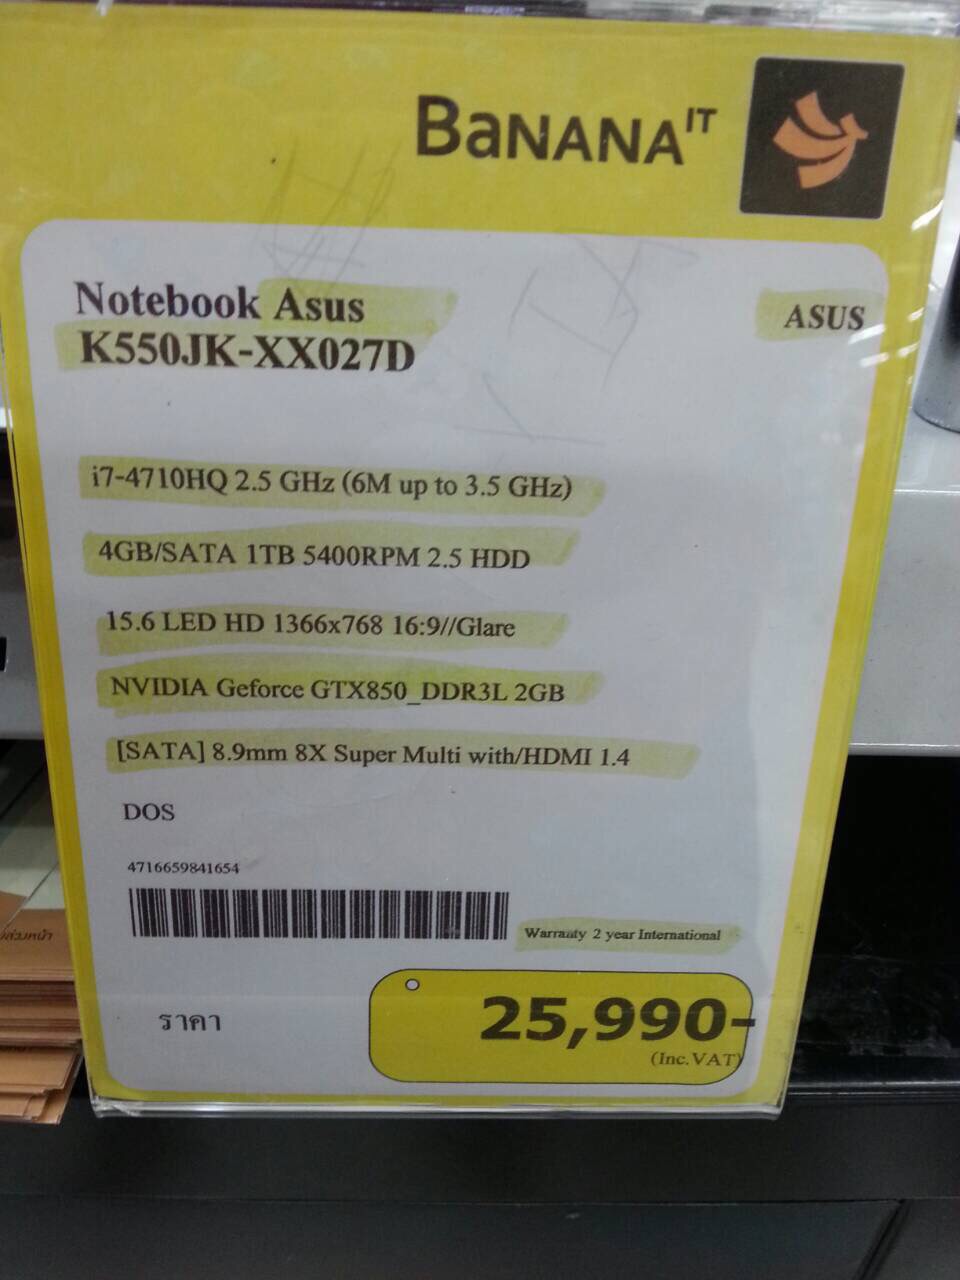 BaNANA IT
Notebook Asus
K550JK-XX027D
ASUS
i7-4710HQ 2.5 GHz (6M up to 3.5 GHz)
4GB/SATA 1TB 5400RPM 2.5 HDD
15.6 LED HD 1366x768 16:9//Glare
NVIDIA Geforce GTX850_DDR3L 2GB
[SATA] 8.9mm 8X Super Multi with/HDMI 1.4
DOS
4716659841654
Warranty 2 year International
ราคา
25,990-
(Inc.VAT)